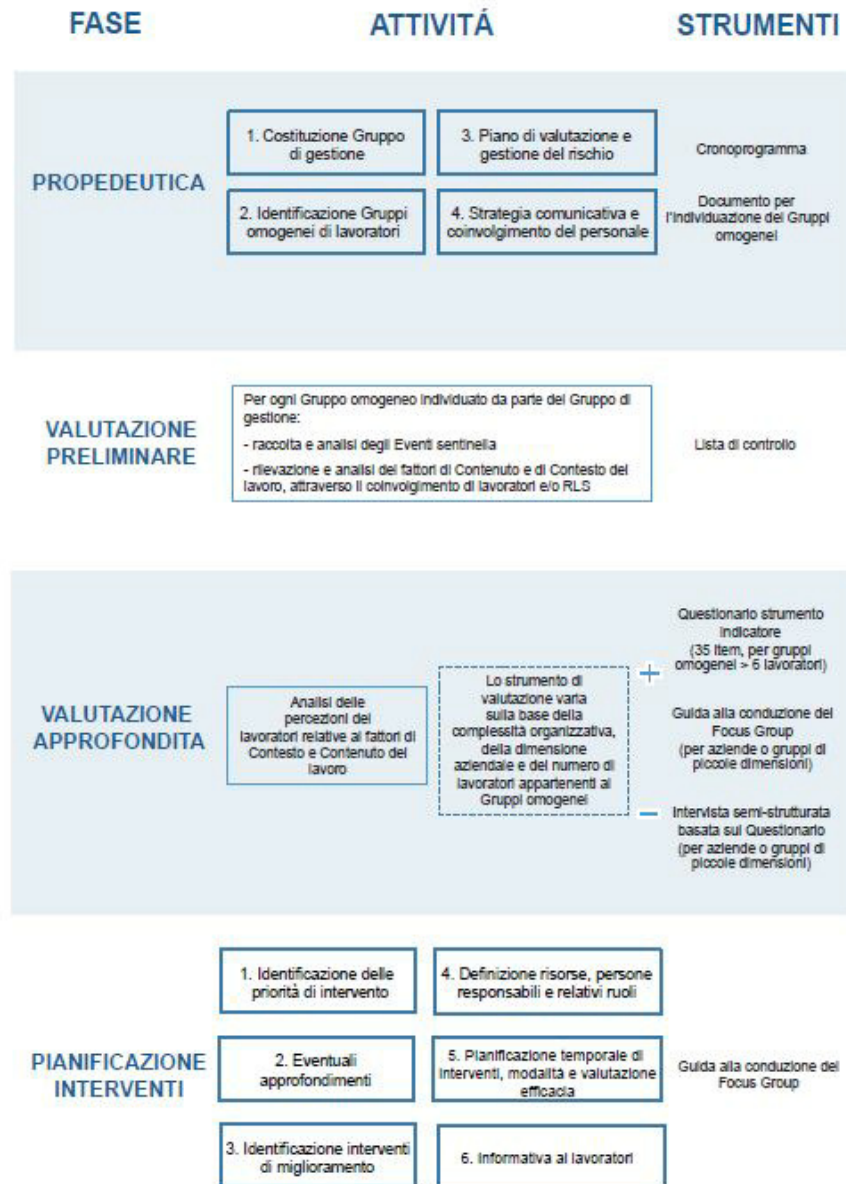 FASE
ATTIVITÁ
STRUMENTI
PROPEDEUTICA
1. Costituzione Gruppo
di gestione
3. Piano di valutazione e
gestione del rischio
2. Identificazione Gruppi
omogenei di lavoratori
4. Strategia comunicativa e
coinvolgimento del personale
Cronoprogramma
Documento per
l'individuazione dei Gruppi
omogenei
VALUTAZIONE
PRELIMINARE
Per ogni Gruppo omogeneo individuato da parte del Gruppo di
gestione:
- raccolta e analisi degli Eventi sentinella
- rilevazione e analisi dei fattori di Contenuto e di Contesto del
lavoro, attraverso il coinvolgimento di lavoratori e/o RLS
Lista di controllo
VALUTAZIONE
APPROFONDITA
Analisi delle
percezioni dei
lavoratori relative ai fattori di
Contesto e Contenuto del
lavoro
Lo strumento di
valutazione varia
sulla base della
complessità organizzativa,
della dimensione
aziendale e del numero di
lavoratori appartenenti ai
Gruppi omogenei
+
−
Questionario strumento
indicatore
(35 item, per gruppi
omogenei > 6 lavoratori)
Guida alla conduzione del
Focus Group
(per aziende o gruppi di
piccole dimensioni)
Intervista semi-strutturata
basata sul Questionario
(per aziende o gruppi di
piccole dimensioni)
PIANIFICAZIONE
INTERVENTI
1. Identificazione delle
priorità di intervento
4. Definizione risorse, persone
responsabili e relativi ruoli
2. Eventuali
approfondimenti
5. Pianificazione temporale di
interventi, modalità e valutazione
efficacia
3. Identificazione interventi
di miglioramento
6. Informativa ai lavoratori
Guida alla conduzione del
Focus Group